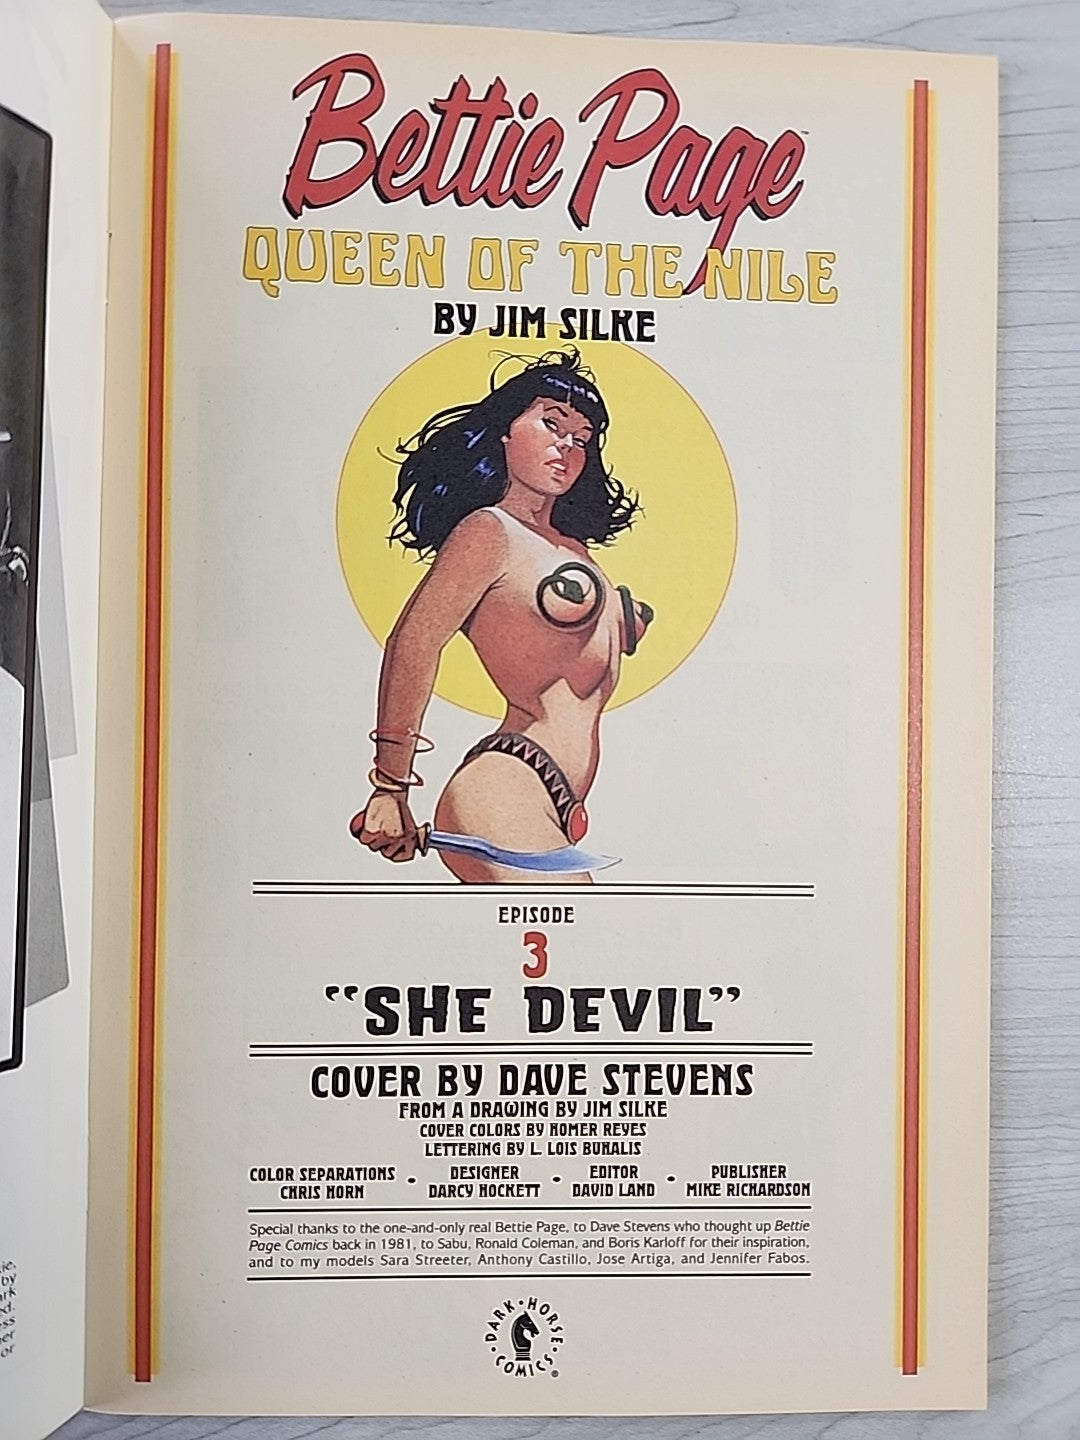 Bettie Page™
QUEEN OF THE NILE
BY JIM SILKE
EPISODE
3
“SHE DEVIL”
COVER BY DAVE STEVENS
FROM A DRAWING BY JIM SILKE
COVER COLORS BY HOMER REYES
LETTERING BY L. LOIS BUHALIS
COLOR SEPARATIONS • DESIGNER • EDITOR • PUBLISHER
CHRIS HORN DARCY HOCKETT DAVID LAND MIKE RICHARDSON
Special thanks to the one-and-only real Bettie Page, to Dave Stevens who thought up Bettie
Page Comics back in 1981, to Sabu, Ronald Coleman, and Boris Karloff for their inspiration,
and to my models Sara Streeter, Anthony Castillo, Jose Artiga, and Jennifer Fabos.
• DARK • HORSE • COMICS ®
by
or